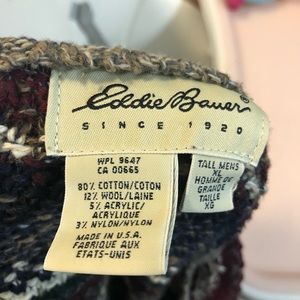 Eddie Bauer®
SINCE 1920
WPL 9647
CA 00665
80% COTTON/COTON
12% WOOL/LAINE
5% ACRYLIC/
ACRYLIQUE
3% NYLON/NYLON
MADE IN U.S.A.
FABRIQUE AUX
ETATS-UNIS
TALL MENS
XL
HOMME DE
GRANDE
TAILLE
XG